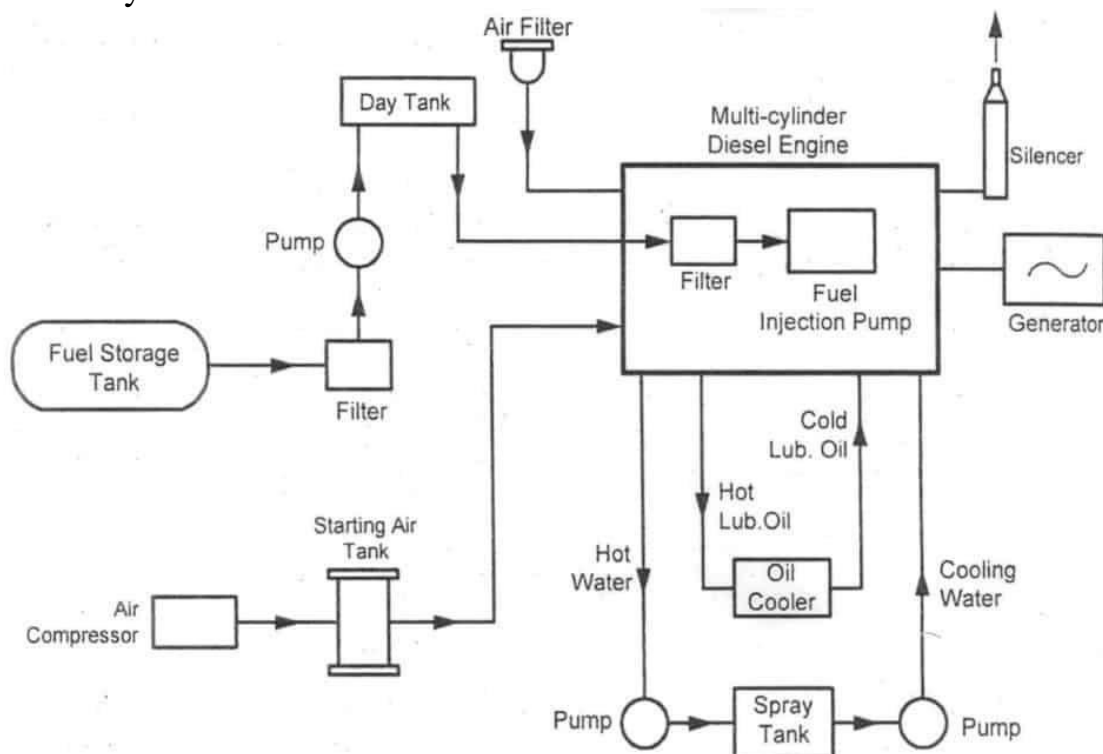 Air Filter
Day Tank
Multi-cylinder
Diesel Engine
Silencer
Pump
Filter
Fuel
Injection Pump
Generator
Fuel Storage
Tank
Filter
Cold
Lub. Oil
Hot
Lub.Oil
Starting Air
Tank
Hot
Water
Oil
Cooler
Cooling
Water
Air
Compressor
Pump
Spray
Tank
Pump